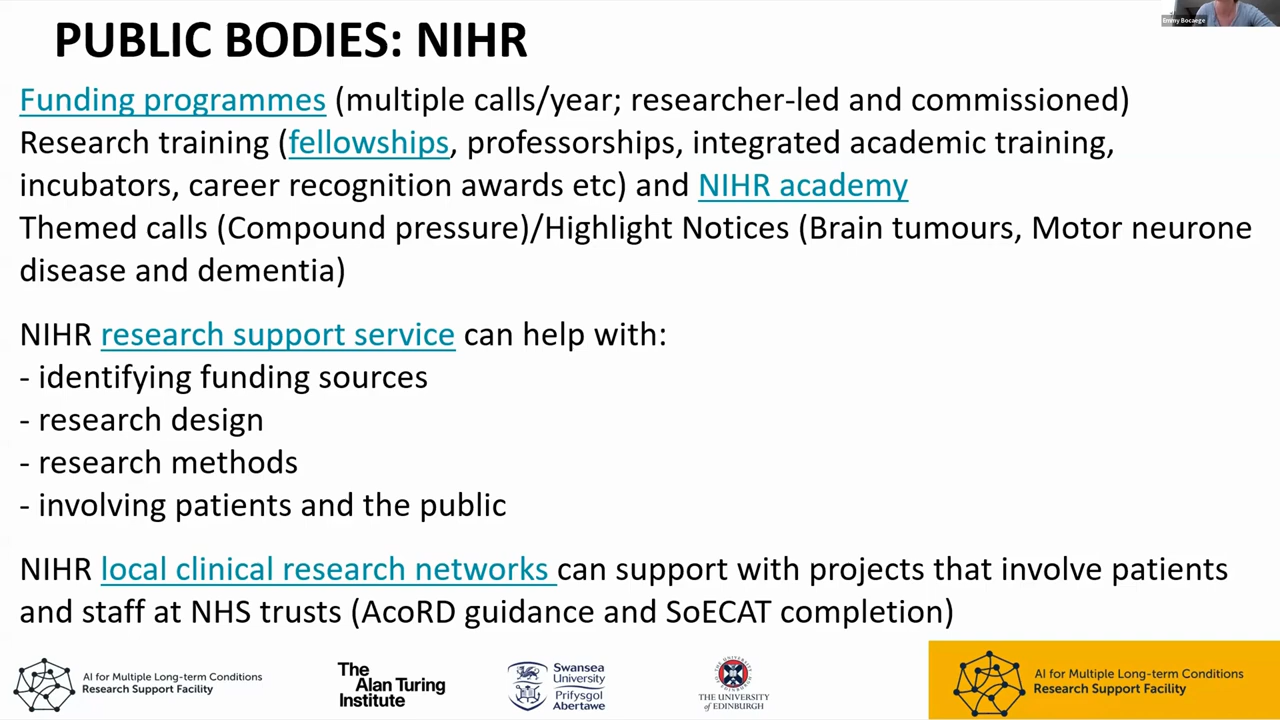 PUBLIC BODIES: NIHR
Emmy Bocaege
Funding programmes (multiple calls/year; researcher-led and commissioned)
Research training (fellowships, professorships, integrated academic training,
incubators, career recognition awards etc) and NIHR academy
Themed calls (Compound pressure)/Highlight Notices (Brain tumours, Motor neurone
disease and dementia)
NIHR research support service can help with:
- identifying funding sources
- research design
- research methods
- involving patients and the public
NIHR local clinical research networks can support with projects that involve patients
and staff at NHS trusts (AcoRD guidance and SoECAT completion)
AI for Multiple Long-term Conditions
Research Support Facility
The
Alan Turing
Institute
Swansea
University
Prifysgol
Abertawe
THE UNIVERSITY
of EDINBURGH
AI for Multiple Long-term Conditions
Research Support Facility